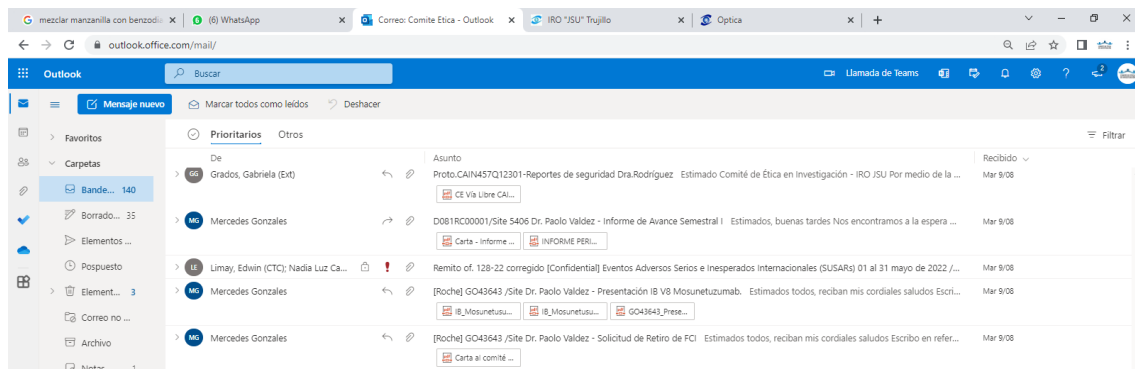 mezclar manzanilla con benzodia
(6) WhatsApp
Correo: Comite Etica - Outlook
IRO "JSU" Trujillo
Optica
outlook.office.com/mail/
Outlook
Buscar
Llamada de Teams
2
Mensaje nuevo
Marcar todos como leídos
Deshacer
Favoritos
Prioritarios Otros
Filtrar
Carpetas
De Asunto Recibido
GG Grados, Gabriela (Ext) Proto.CAIN457Q12301-Reportes de seguridad Dra.Rodríguez Estimado Comité de Ética en Investigación - IRO JSU Por medio de la ... Mar 9/08
Bande... 140
CE Vía Libre CAI...
Borrado... 35
MG Mercedes Gonzales D081RC00001/Site 5406 Dr. Paolo Valdez - Informe de Avance Semestral I Estimados, buenas tardes Nos encontramos a la espera ... Mar 9/08
Elementos ...
Carta - Informe ... INFORME PERI...
Pospuesto
LE Limay, Edwin (CTC); Nadia Luz Ca... Remito of. 128-22 corregido [Confidential] Eventos Adversos Serios e Inesperados Internacionales (SUSARs) 01 al 31 mayo de 2022 /... Mar 9/08
Element... 3
MG Mercedes Gonzales [Roche] GO43643 /Site Dr. Paolo Valdez - Presentación IB V8 Mosunetuzumab. Estimados todos, reciban mis cordiales saludos Escri... Mar 9/08
Correo no ...
IB_Mosunetusu... IB_Mosunetusu... GO43643_Prese...
Archivo
MG Mercedes Gonzales [Roche] GO43643 /Site Dr. Paolo Valdez - Solicitud de Retiro de FCI Estimados todos, reciban mis cordiales saludos Escribo en refer... Mar 9/08
Notas 1
Carta al comité ...